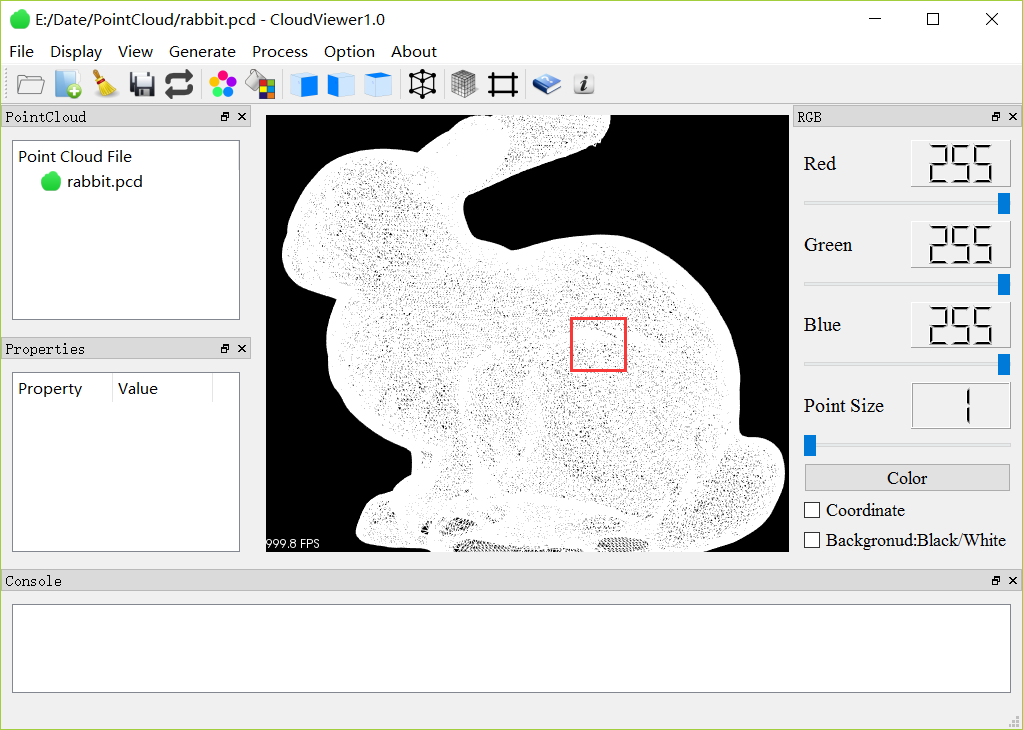 E:/Date/PointCloud/rabbit.pcd - CloudViewer1.0
File Display View Generate Process Option About
PointCloud
Point Cloud File
rabbit.pcd
Properties
Property Value
999.8 FPS
RGB
Red 255
Green 255
Blue 255
Point Size 1
Color
Coordinate
Backgronud:Black/White
Console